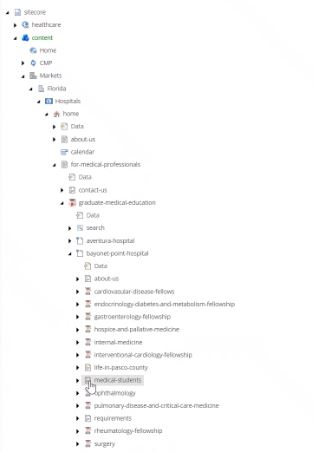 sitecore
healthcare
content
Home
CMP
Markets
Florida
Hospitals
home
Data
about-us
calendar
for-medical-professionals
Data
contact-us
graduate-medical-education
Data
search
aventura-hospital
bayonet-point-hospital
Data
about-us
cardiovascular-disease-fellows
endocrinology-diabetes-and-metabolism-fellowship
gastroenterology-fellowship
hospice-and-palliative-medicine
internal-medicine
interventional-cardiology-fellowship
life-in-pasco-county
medical-students
ophthalmology
pulmonary-disease-and-critical-care-medicine
requirements
rheumatology-fellowship
surgery